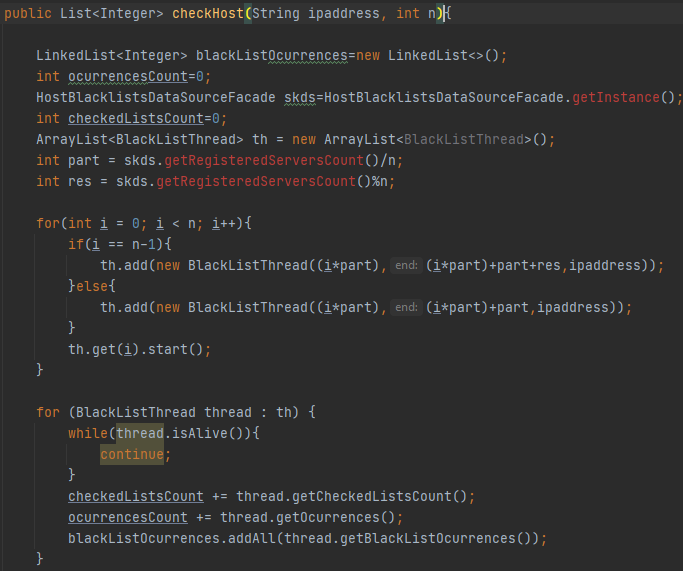 public List<Integer> checkHost(String ipaddress, int n){
LinkedList<Integer> blackListOcurrences=new LinkedList<>();
int ocurrencesCount=0;
HostBlacklistsDataSourceFacade skds=HostBlacklistsDataSourceFacade.getInstance();
int checkedListsCount=0;
ArrayList<BlackListThread> th = new ArrayList<BlackListThread>();
int part = skds.getRegisteredServersCount()/n;
int res = skds.getRegisteredServersCount()%n;
for(int i = 0; i < n; i++){
if(i == n-1){
th.add(new BlackListThread((i*part), end: (i*part)+part+res,ipaddress));
}else{
th.add(new BlackListThread((i*part), end: (i*part)+part,ipaddress));
}
th.get(i).start();
}
for (BlackListThread thread : th) {
while(thread.isAlive()){
continue;
}
checkedListsCount += thread.getCheckedListsCount();
ocurrencesCount += thread.getOcurrences();
blackListOcurrences.addAll(thread.getBlackListOcurrences());
}